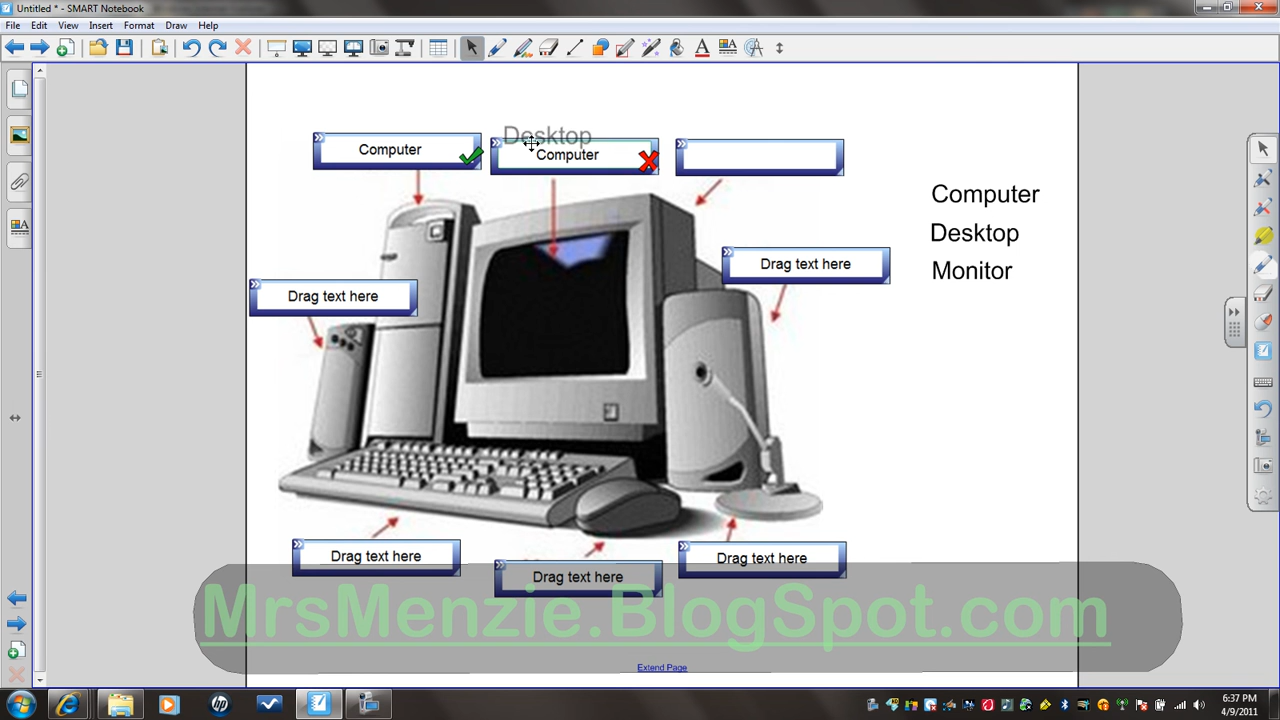 Untitled * - SMART Notebook
File Edit View Insert Format Draw Help
Desktop
Computer
Computer
Computer
Desktop
Monitor
Drag text here
Drag text here
Drag text here
Drag text here
Drag text here
MrsMenzie.BlogSpot.com
Extend Page
6:37 PM
4/9/2011